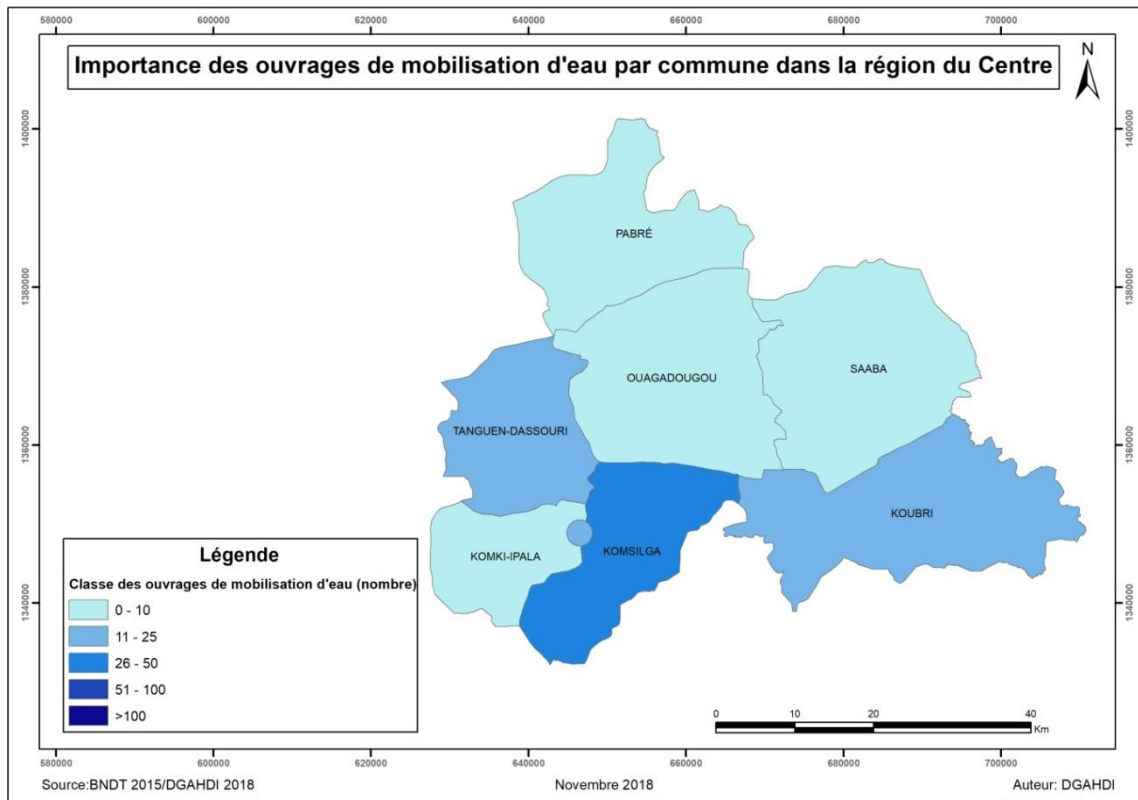 580000 600000 620000 640000 660000 680000 700000
Importance des ouvrages de mobilisation d'eau par commune dans la région du Centre
N
1400000 1400000
PABRÉ
1380000 1380000
SAABA
OUAGADOUGOU
TANGUEN-DASSOURI
1360000 1360000
KOUBRI
KOMKI-IPALA KOMSILGA
1340000 1340000
Légende
Classe des ouvrages de mobilisation d'eau (nombre)
0 - 10
11 - 25
26 - 50
51 - 100
>100
0 10 20 40
Km
Source:BNDT 2015/DGAHDI 2018 Novembre 2018 Auteur: DGAHDI
580000 600000 620000 640000 660000 680000 700000